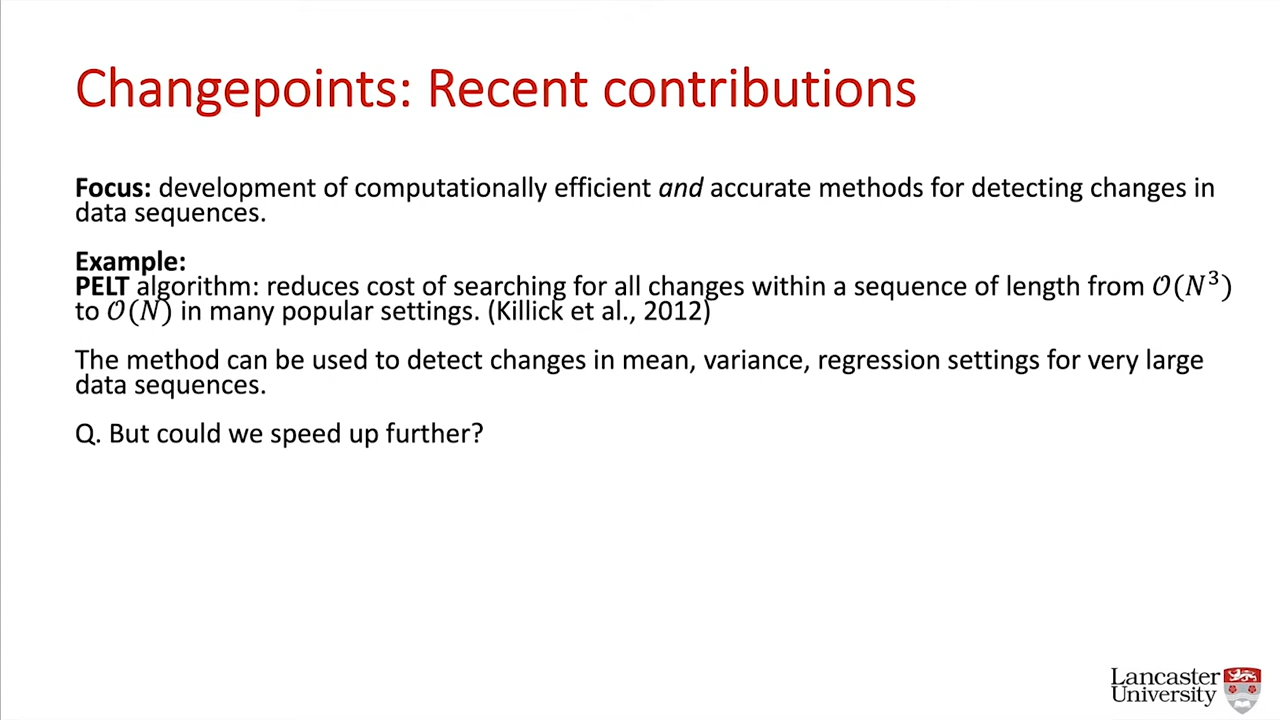 Changepoints: Recent contributions
Focus: development of computationally efficient and accurate methods for detecting changes in
data sequences.
Example:
PELT algorithm: reduces cost of searching for all changes within a sequence of length from 𝒪(N³)
to 𝒪(N) in many popular settings. (Killick et al., 2012)
The method can be used to detect changes in mean, variance, regression settings for very large
data sequences.
Q. But could we speed up further?
Lancaster
University